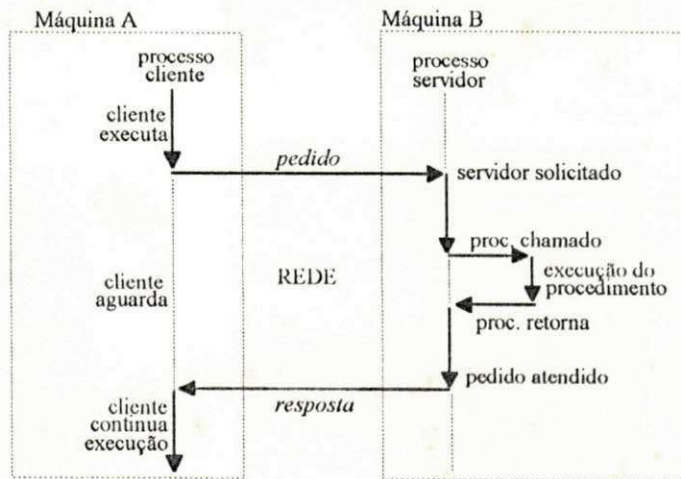 Máquina A
Máquina B
processo
cliente
processo
servidor
cliente
executa
pedido
servidor solicitado
proc. chamado
execução do
procedimento
cliente
aguarda
REDE
proc. retorna
pedido atendido
resposta
cliente
continua
execução